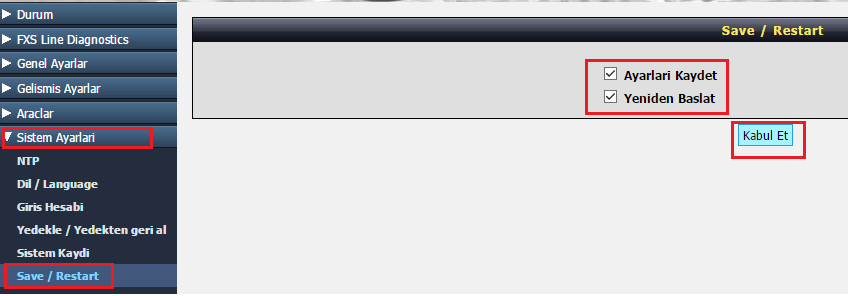 Durum
FXS Line Diagnostics
Genel Ayarlar
Gelismis Ayarlar
Araclar
Sistem Ayarlari
NTP
Dil / Language
Giris Hesabi
Yedekle / Yedekten geri al
Sistem Kaydi
Save / Restart
Save / Restart
Ayarlari Kaydet
Yeniden Baslat
Kabul Et